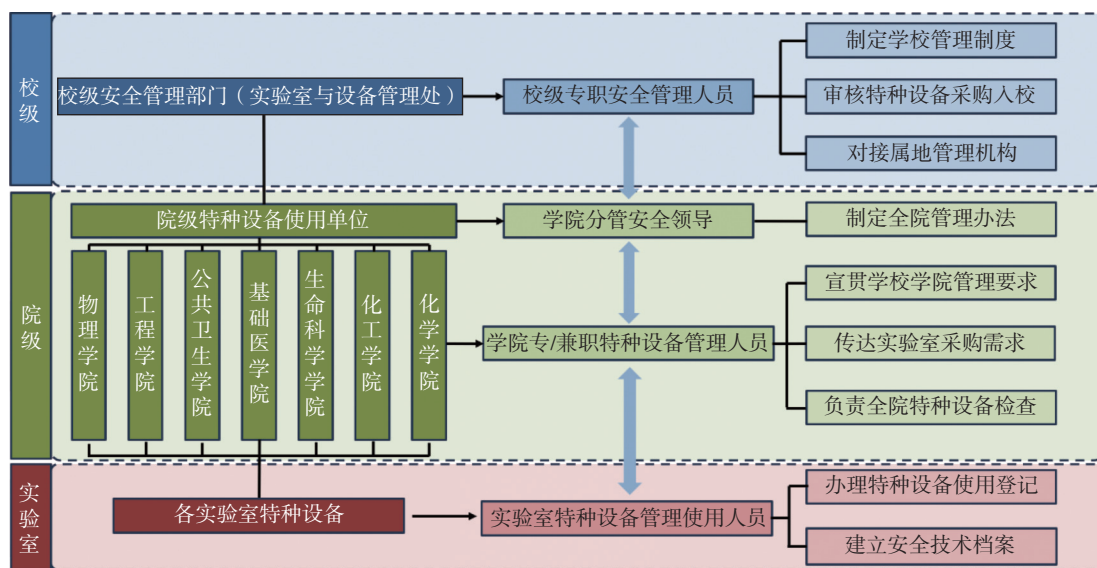 校级
校级安全管理部门（实验室与设备管理处）
校级专职安全管理人员
制定学校管理制度
审核特种设备采购入校
对接属地管理机构
院级
院级特种设备使用单位
学院分管安全领导
制定全院管理办法
物理学院
工程学院
公共卫生学院
基础医学院
生命科学学院
化工学院
化学学院
学院专/兼职特种设备管理人员
宣贯学校学院管理要求
传达实验室采购需求
负责全院特种设备检查
实验室
各实验室特种设备
实验室特种设备管理使用人员
办理特种设备使用登记
建立安全技术档案